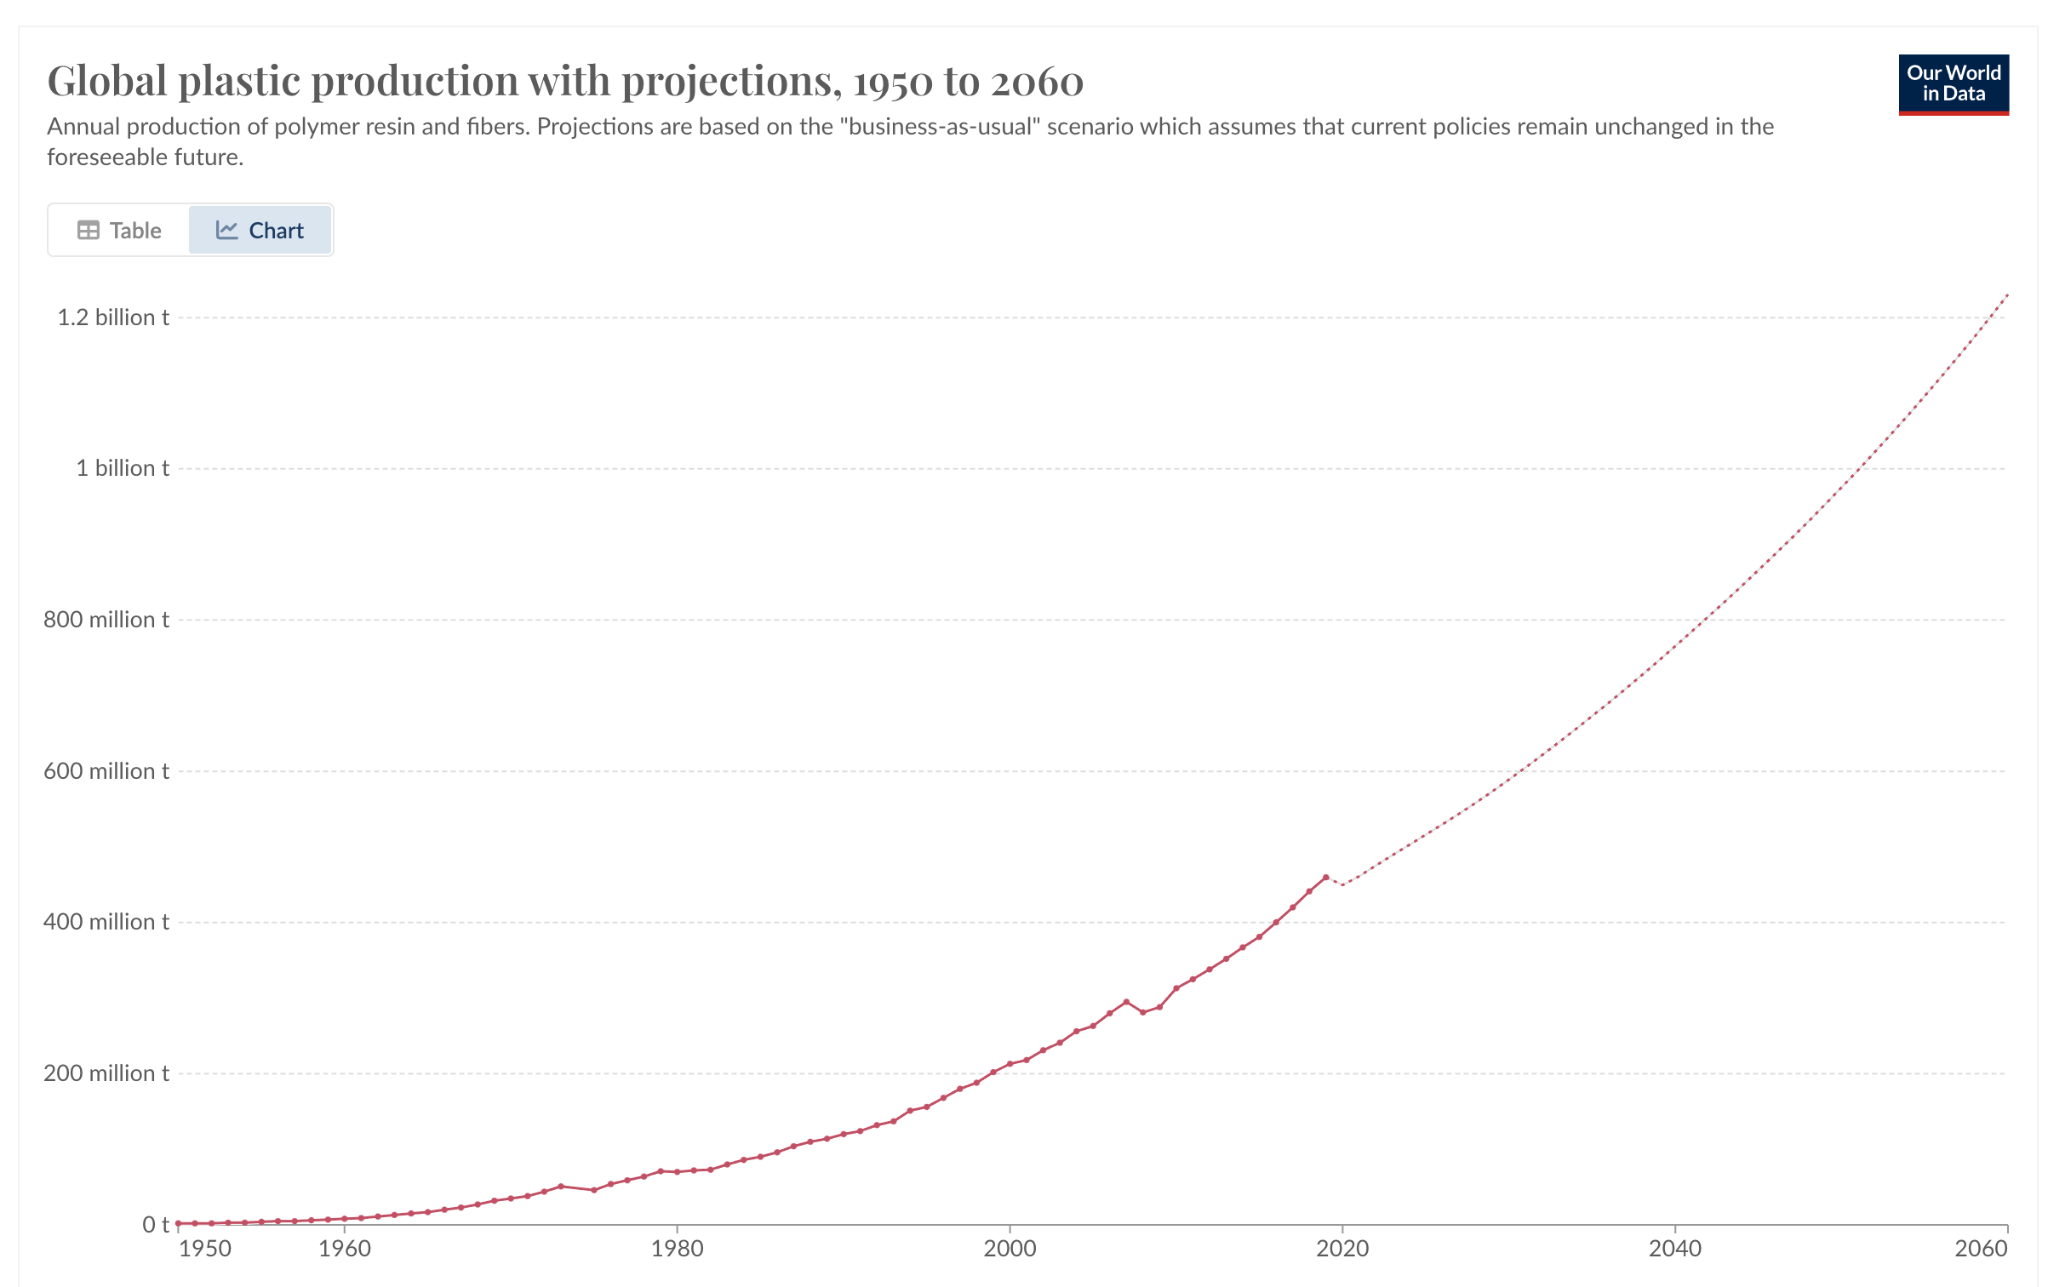 Global plastic production with projections, 1950 to 2060
Our World
in Data
Annual production of polymer resin and fibers. Projections are based on the "business-as-usual" scenario which assumes that current policies remain unchanged in the
foreseeable future.
Table
Chart
1.2 billion t
1 billion t
800 million t
600 million t
400 million t
200 million t
0 t
1950 1960 1980 2000 2020 2040 2060